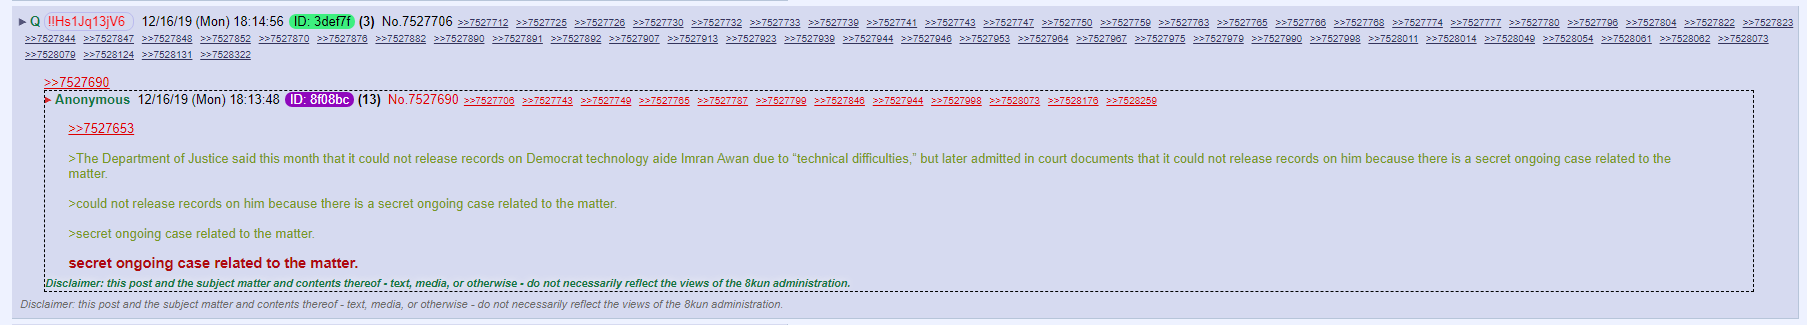 ► Q !!Hs1Jq13jV6 12/16/19 (Mon) 18:14:56 ID: 3def7f (3) No.7527706 >>7527712 >>7527725 >>7527726 >>7527730 >>7527732 >>7527733 >>7527739 >>7527741 >>7527743 >>7527747 >>7527750 >>7527759 >>7527763 >>7527765 >>7527766 >>7527768 >>7527774 >>7527777 >>7527780 >>7527796 >>7527804 >>7527822 >>7527823
>>7527844 >>7527847 >>7527848 >>7527852 >>7527870 >>7527876 >>7527882 >>7527890 >>7527891 >>7527892 >>7527907 >>7527913 >>7527923 >>7527939 >>7527944 >>7527946 >>7527953 >>7527964 >>7527967 >>7527975 >>7527979 >>7527990 >>7527998 >>7528011 >>7528014 >>7528049 >>7528054 >>7528061 >>7528062 >>7528073
>>7528079 >>7528124 >>7528131 >>7528322
>>7527690
► Anonymous 12/16/19 (Mon) 18:13:48 ID: 8f08bc (13) No.7527690 >>7527706 >>7527743 >>7527749 >>7527765 >>7527787 >>7527799 >>7527846 >>7527944 >>7527998 >>7528073 >>7528176 >>7528259
>>7527653
>The Department of Justice said this month that it could not release records on Democrat technology aide Imran Awan due to “technical difficulties,” but later admitted in court documents that it could not release records on him because there is a secret ongoing case related to the
matter.
>could not release records on him because there is a secret ongoing case related to the matter.
>secret ongoing case related to the matter.
secret ongoing case related to the matter.
Disclaimer: this post and the subject matter and contents thereof - text, media, or otherwise - do not necessarily reflect the views of the 8kun administration.
Disclaimer: this post and the subject matter and contents thereof - text, media, or otherwise - do not necessarily reflect the views of the 8kun administration.